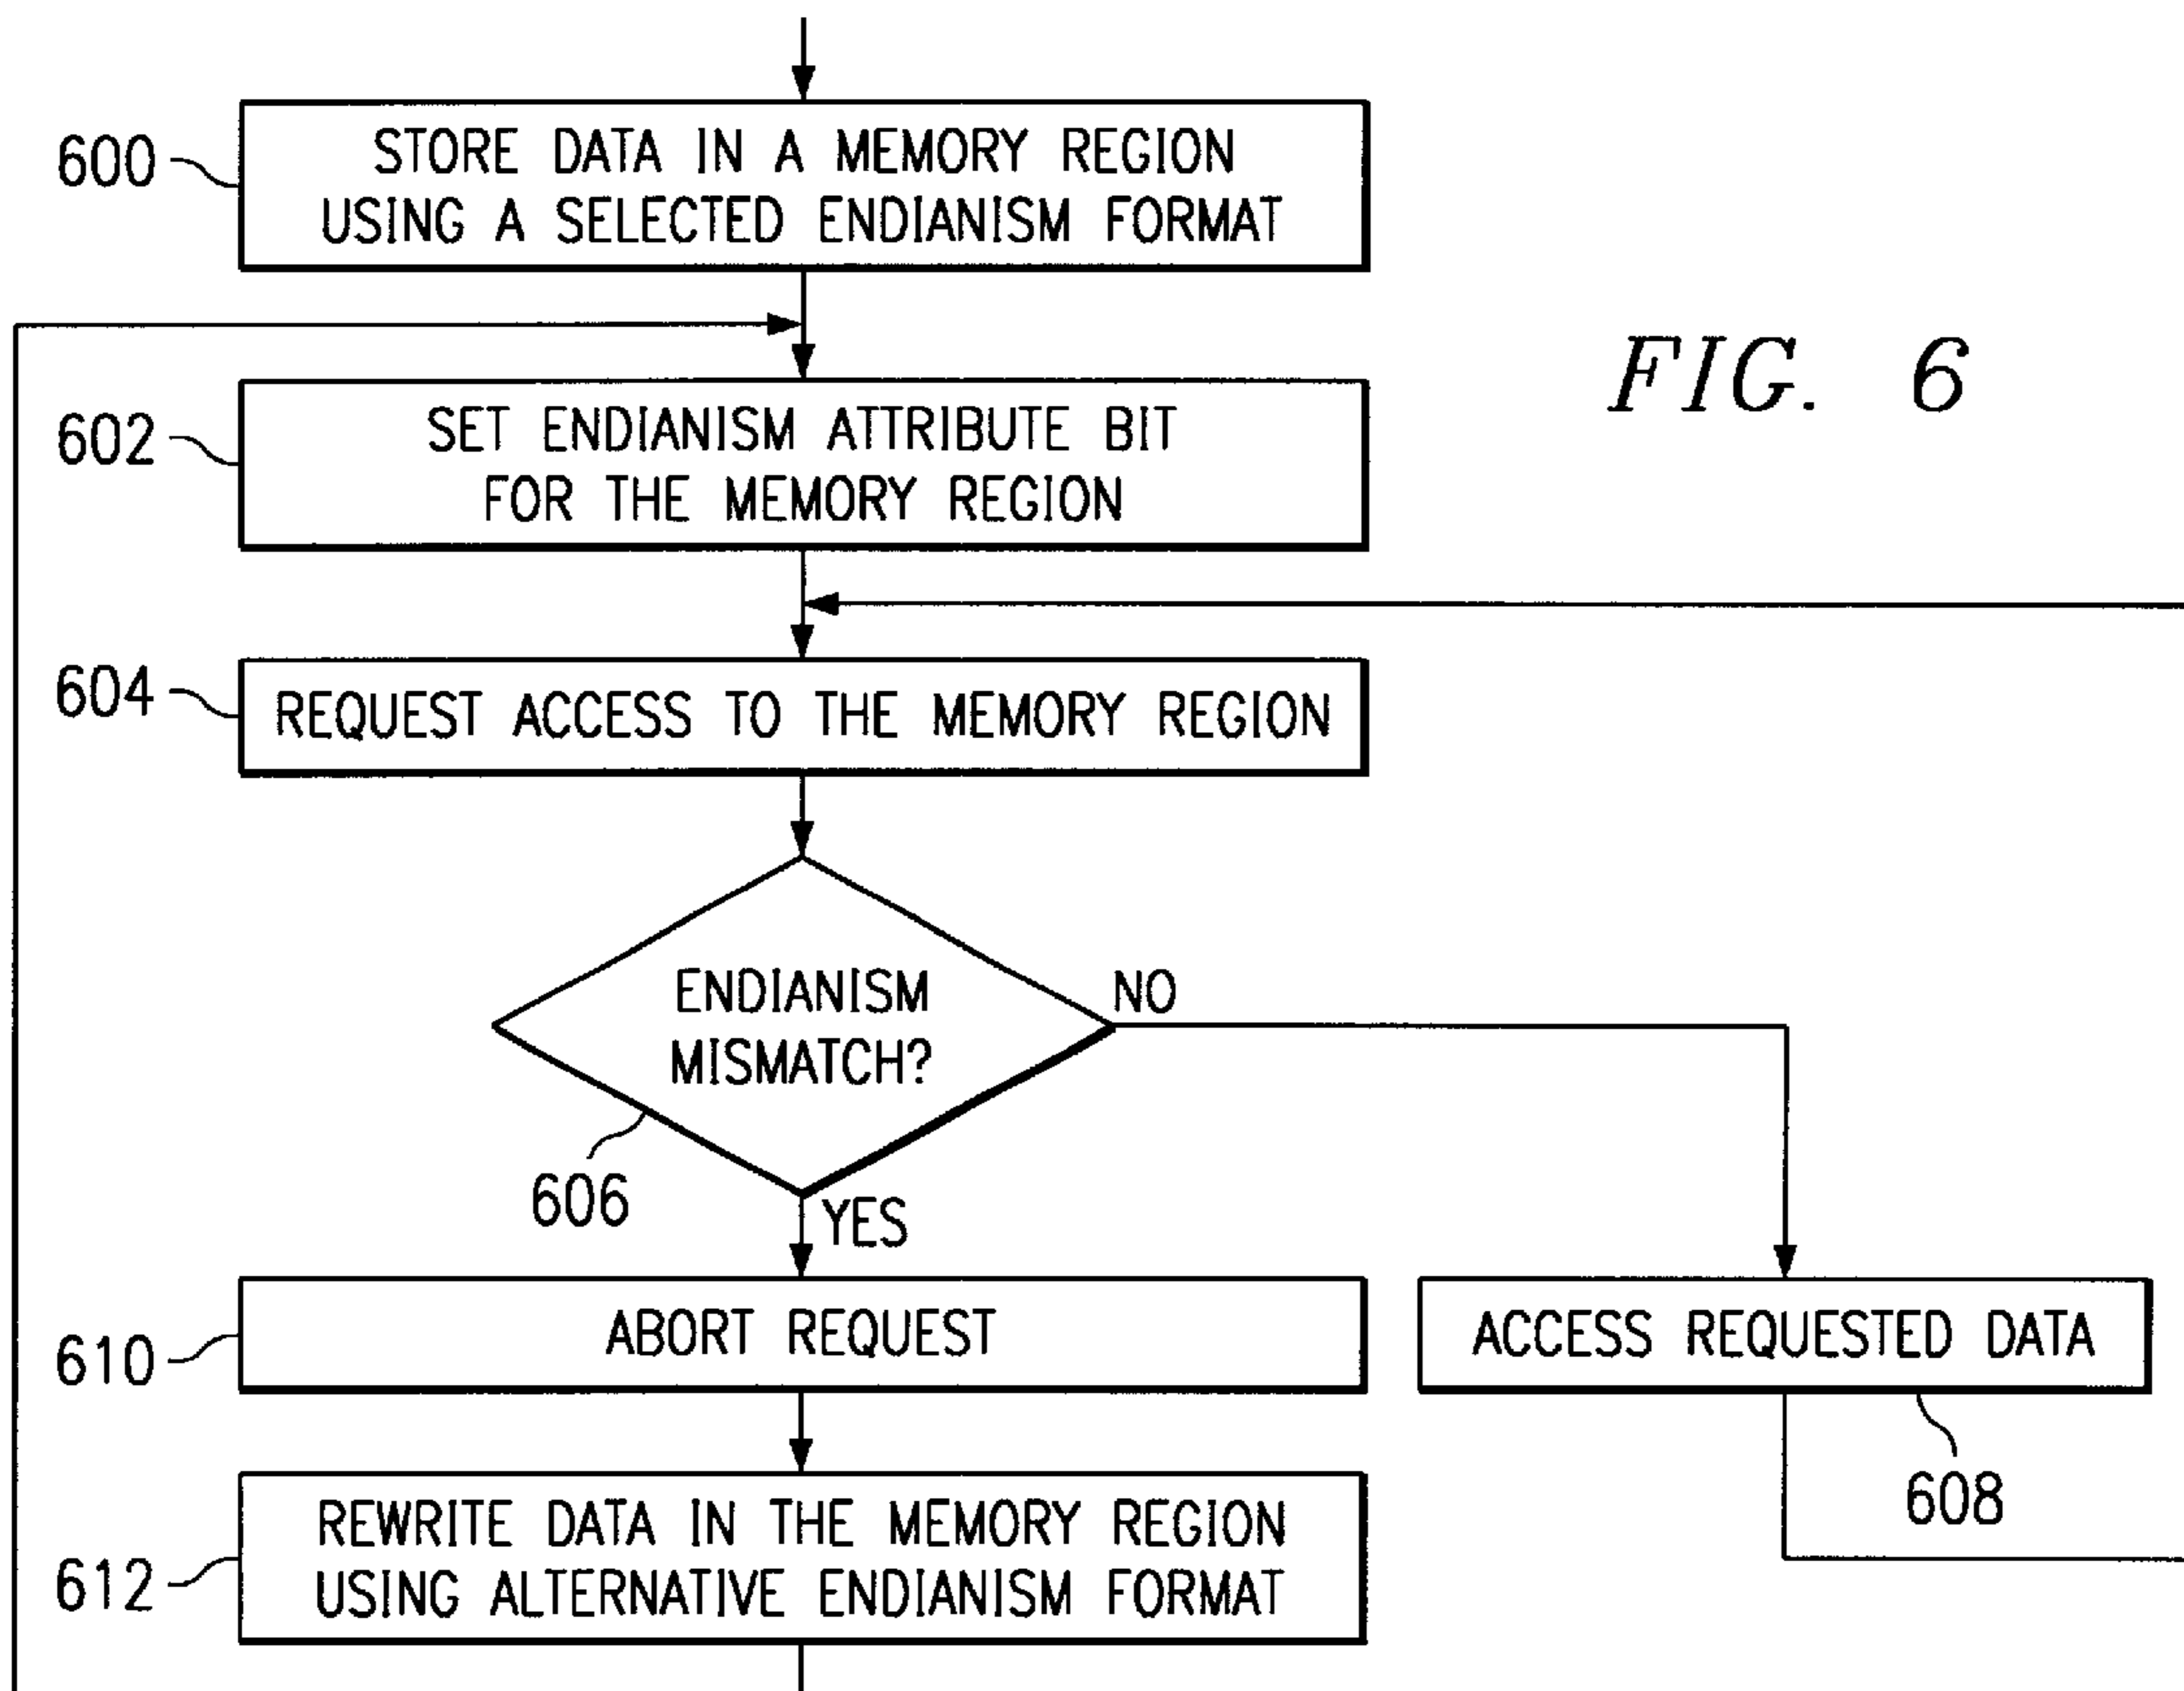 600
STORE DATA IN A MEMORY REGION
USING A SELECTED ENDIANISM FORMAT
FIG. 6
602
SET ENDIANISM ATTRIBUTE BIT
FOR THE MEMORY REGION
604
REQUEST ACCESS TO THE MEMORY REGION
ENDIANISM
MISMATCH?
NO
606
YES
610
ABORT REQUEST
ACCESS REQUESTED DATA
608
612
REWRITE DATA IN THE MEMORY REGION
USING ALTERNATIVE ENDIANISM FORMAT